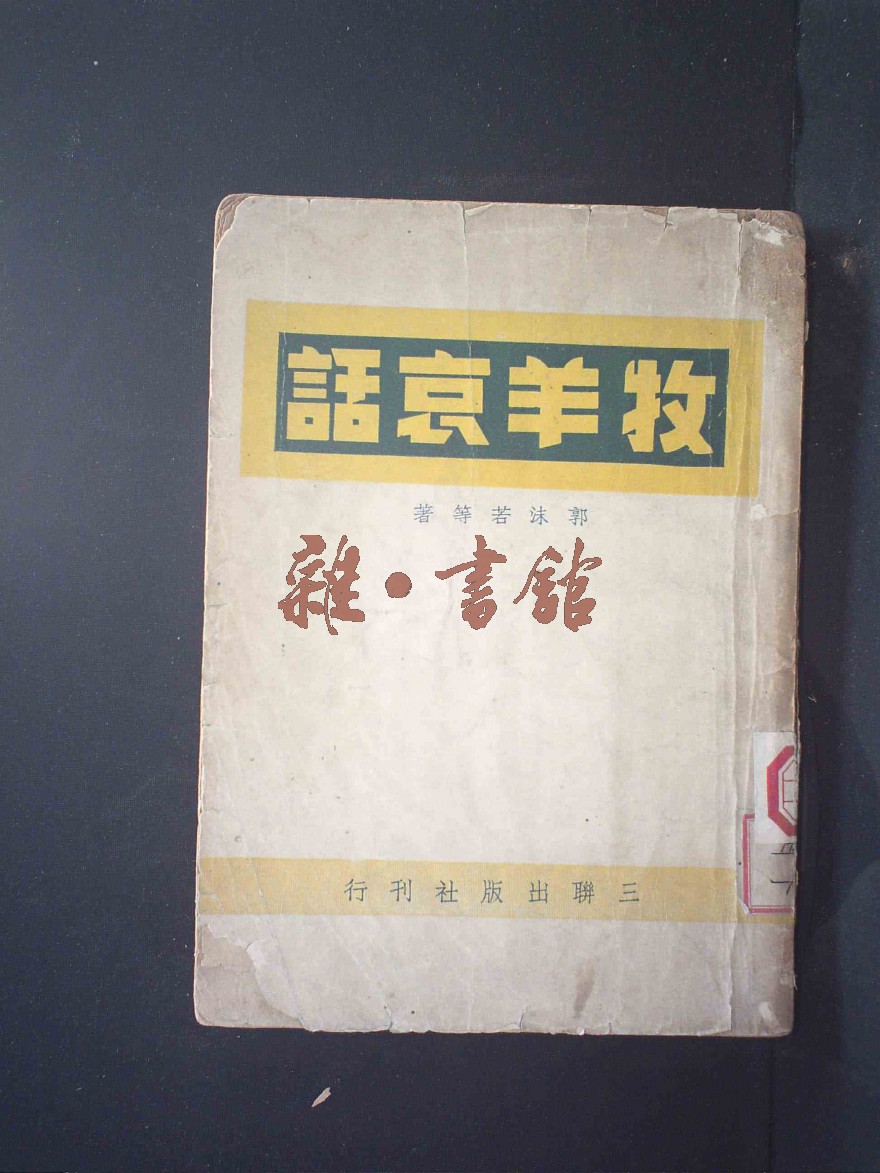 牧羊哀話
郭沫若等著
雜·書館
三聯出版社刊行